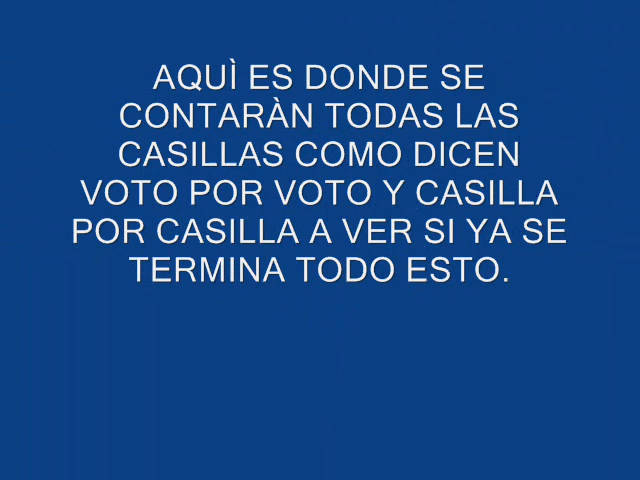 AQUÌ ES DONDE SE
CONTARÀN TODAS LAS
CASILLAS COMO DICEN
VOTO POR VOTO Y CASILLA
POR CASILLA A VER SI YA SE
TERMINA TODO ESTO.